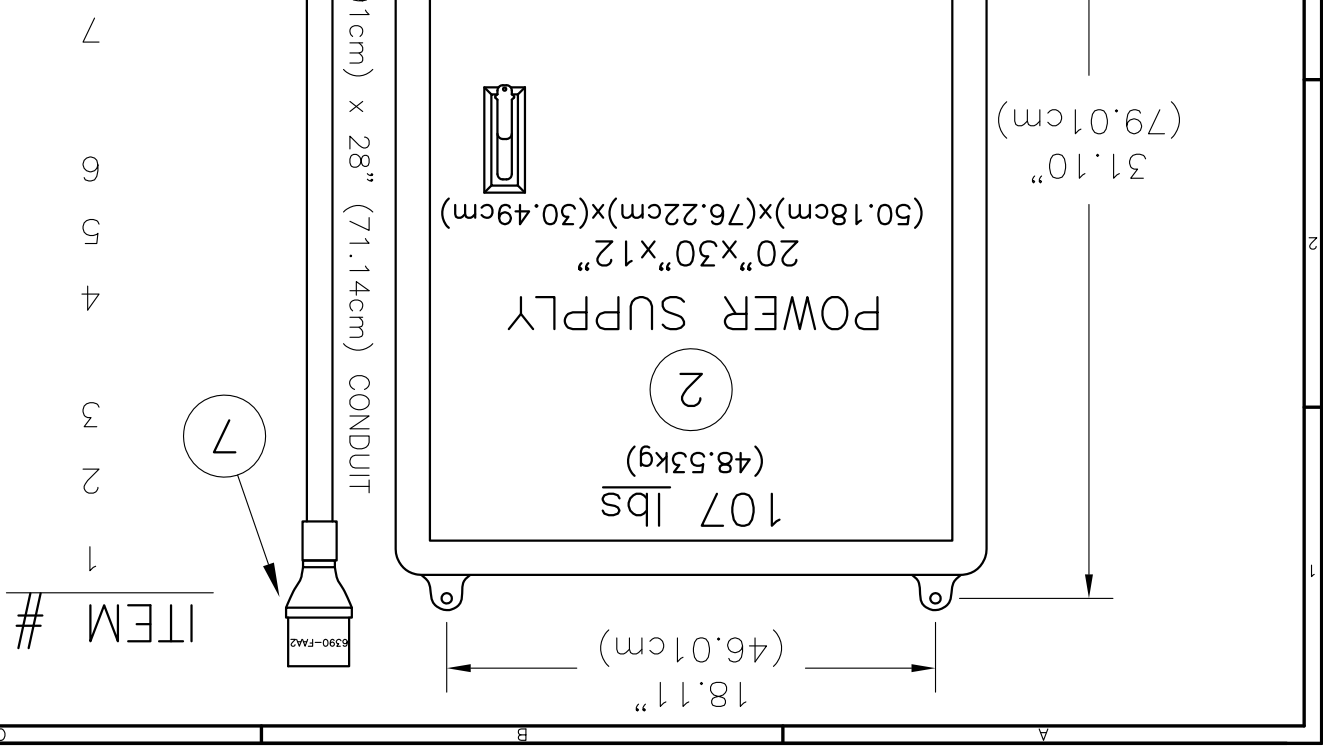 A
B
C
18.11"
(46.01cm)
107 lbs
(48.53kg)
2
POWER SUPPLY
20"x30"x12"
(50.18cm)x(76.22cm)x(30.49cm)
31.10"
(79.01cm)
6390-FAA2
7
01cm) x 28" (71.14cm) CONDUIT
ITEM #
1
2
3
4
5
6
7
1
2